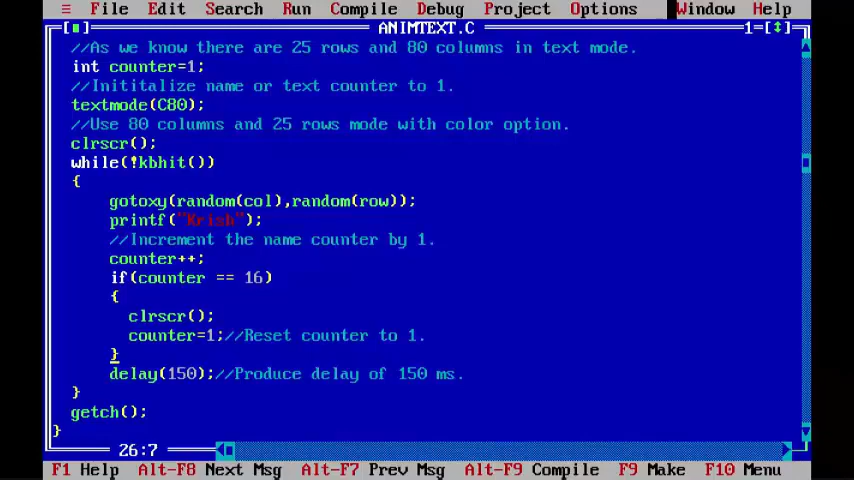 ≡ File Edit Search Run Compile Debug Project Options Window Help
[■] ANIMTEXT.C 1=[↕]
//As we know there are 25 rows and 80 columns in text mode.
int counter=1;
//Inititalize name or text counter to 1.
textmode(C80);
//Use 80 columns and 25 rows mode with color option.
clrscr();
while(!kbhit())
{
gotoxy(random(col),random(row));
printf("Krish");
//Increment the name counter by 1.
counter++;
if(counter == 16)
{
clrscr();
counter=1;//Reset counter to 1.
}
delay(150);//Produce delay of 150 ms.
}
getch();
}
26:7
F1 Help Alt-F8 Next Msg Alt-F7 Prev Msg Alt-F9 Compile F9 Make F10 Menu